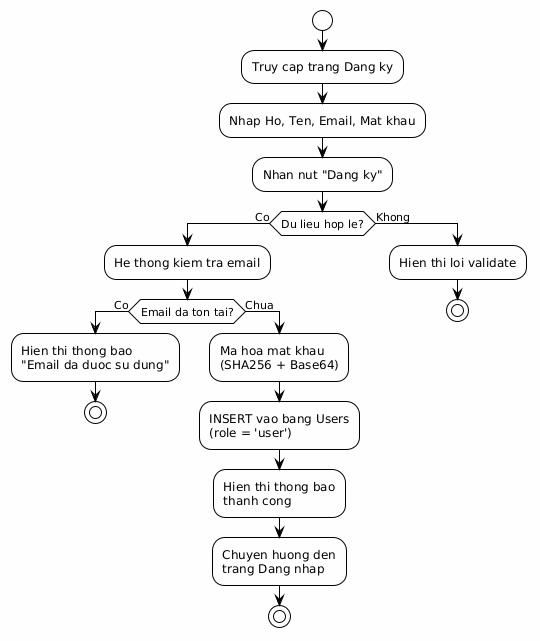 Truy cap trang Dang ky
Nhap Ho, Ten, Email, Mat khau
Nhan nut "Dang ky"
Co
Du lieu hop le?
Khong
He thong kiem tra email
Hien thi loi validate
Co
Email da ton tai?
Chua
Hien thi thong bao
"Email da duoc su dung"
Ma hoa mat khau
(SHA256 + Base64)
INSERT vao bang Users
(role = 'user')
Hien thi thong bao
thanh cong
Chuyen huong den
trang Dang nhap